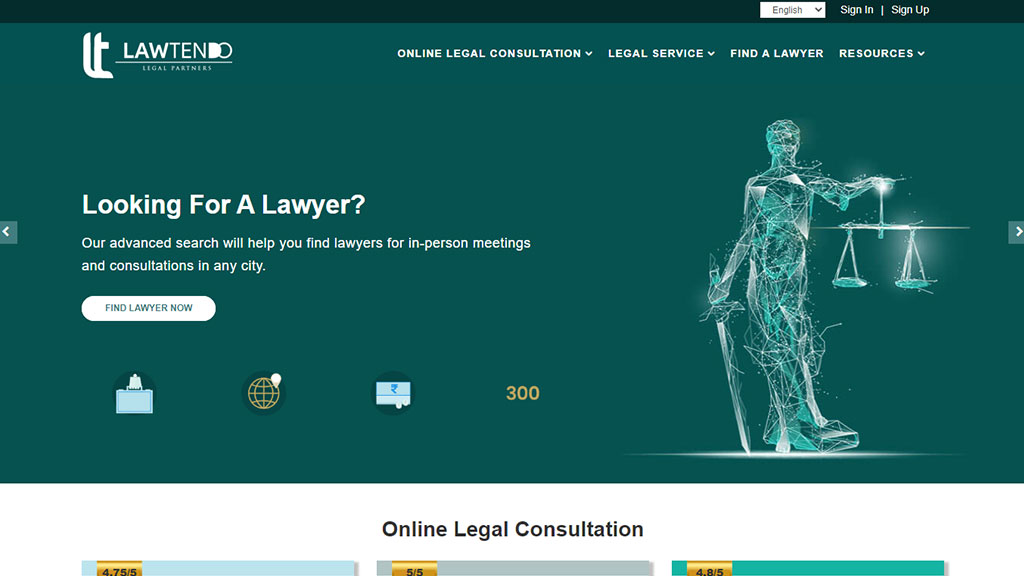 English
Sign In | Sign Up
LAWTENDO
LEGAL PARTNERS
ONLINE LEGAL CONSULTATION
LEGAL SERVICE
FIND A LAWYER
RESOURCES
Looking For A Lawyer?
Our advanced search will help you find lawyers for in-person meetings
and consultations in any city.
FIND LAWYER NOW
₹
300
Online Legal Consultation
4.75/5
5/5
4.8/5